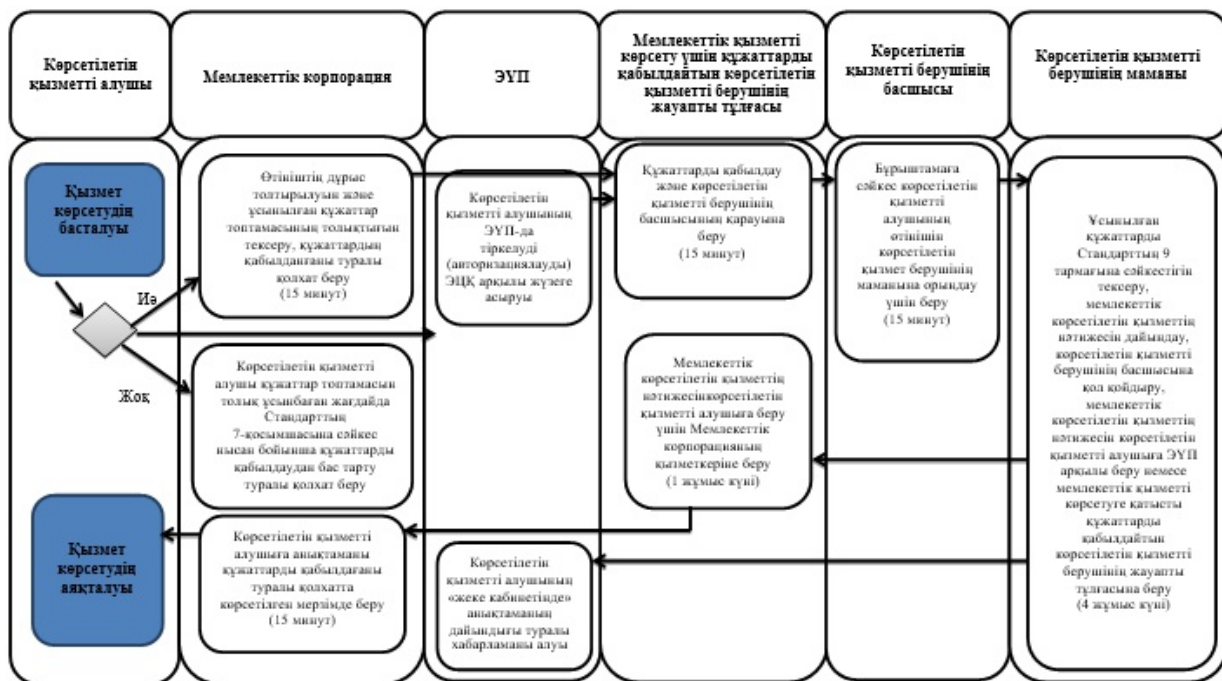 Көрсетілетін
қызметті алушы
Мемлекеттік корпорация
ЭҮП
Мемлекеттік қызметті
көрсету үшін құжаттарды
қабылдайтын көрсетілетін
қызметті берушінің
жауапты тұлғасы
Көрсетілетін
қызметті берушінің
басшысы
Көрсетілетін қызметті
берушінің маманы
Қызмет
көрсетудің
басталуы
Иә
Жоқ
Қызмет
көрсетудің
аяқталуы
Өтініштің дұрыс
толтырылуын және
ұсынылған құжаттар
топтамасының толықтығын
тексеру, құжаттардың
қабылданғаны туралы
қолхат беру
(15 минут)
Көрсетілетін қызметті
алушы құжаттар топтамасын
толық ұсынбаған жағдайда
Стандарттың
7-қосымшасына сәйкес
нысан бойынша құжаттарды
қабылдаудан бас тарту
туралы қолхат беру
Көрсетілетін қызметті
алушыға анықтаманы
құжаттарды қабылдағаны
туралы қолхатта
көрсетілген мерзімде беру
(15 минут)
Көрсетілетін
қызметті алушының
ЭҮП-да
тіркелуді
(авторизациялауды)
ЭЦҚ арқылы жүзеге
асыруы
Көрсетілетін
қызметті алушының
«жеке кабинетінде»
анықтаманың
дайындығы туралы
хабарламаны алуы
Құжаттарды қабылдау
және көрсетілетін
қызметті берушінің
басшысының қарауына
беру
(15 минут)
Мемлекеттік
көрсетілетін қызметтің
нәтижесінкөрсетілетін
қызметті алушыға беру
үшін Мемлекеттік
корпорацияның
қызметкеріне беру
(1 жұмыс күні)
Бұрыштамаға
сәйкес көрсетілетін
қызметті
алушының
өтінішін
көрсетілетін
қызмет берушінің
маманына орындау
үшін беру
(15 минут)
Ұсынылған
құжаттарды
Стандарттың 9
тармағына сәйкестігін
тексеру,
мемлекеттік
көрсетілетін қызметтің
нәтижесін дайындау,
көрсетілетін қызметті
берушінің басшысына
қол қойдыру,
мемлекеттік
көрсетілетін қызметтің
нәтижесін көрсетілетін
қызметті алушыға ЭҮП
арқылы беру немесе
мемлекеттік қызметті
көрсетуге қатысты
құжаттарды
қабылдайтын
көрсетілетін қызметті
берушінің жауапты
тұлғасына беру
(4 жұмыс күні)